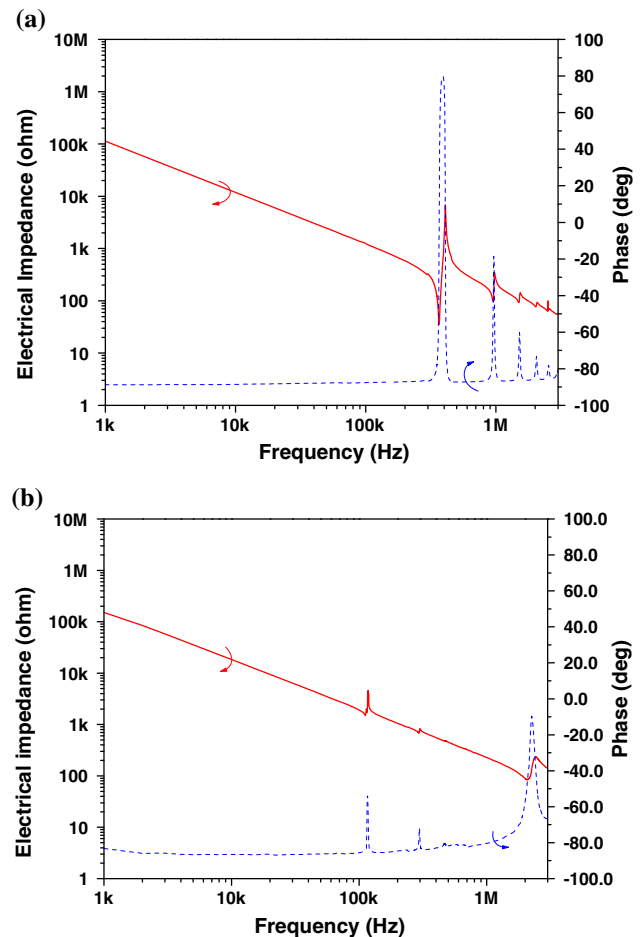 (a)
10M
1M
100k
10k
1k
100
10
1
Electrical Impedance (ohm)
100
80
60
40
20
0
-20
-40
-60
-80
-100
Phase (deg)
1k
10k
100k
1M
Frequency (Hz)
(b)
10M
1M
100k
10k
1k
100
10
1
Electrical impedance (ohm)
100.0
80.0
60.0
40.0
20.0
0.0
-20.0
-40.0
-60.0
-80.0
-100.0
Phase (deg)
1k
10k
100k
1M
Frequency (Hz)